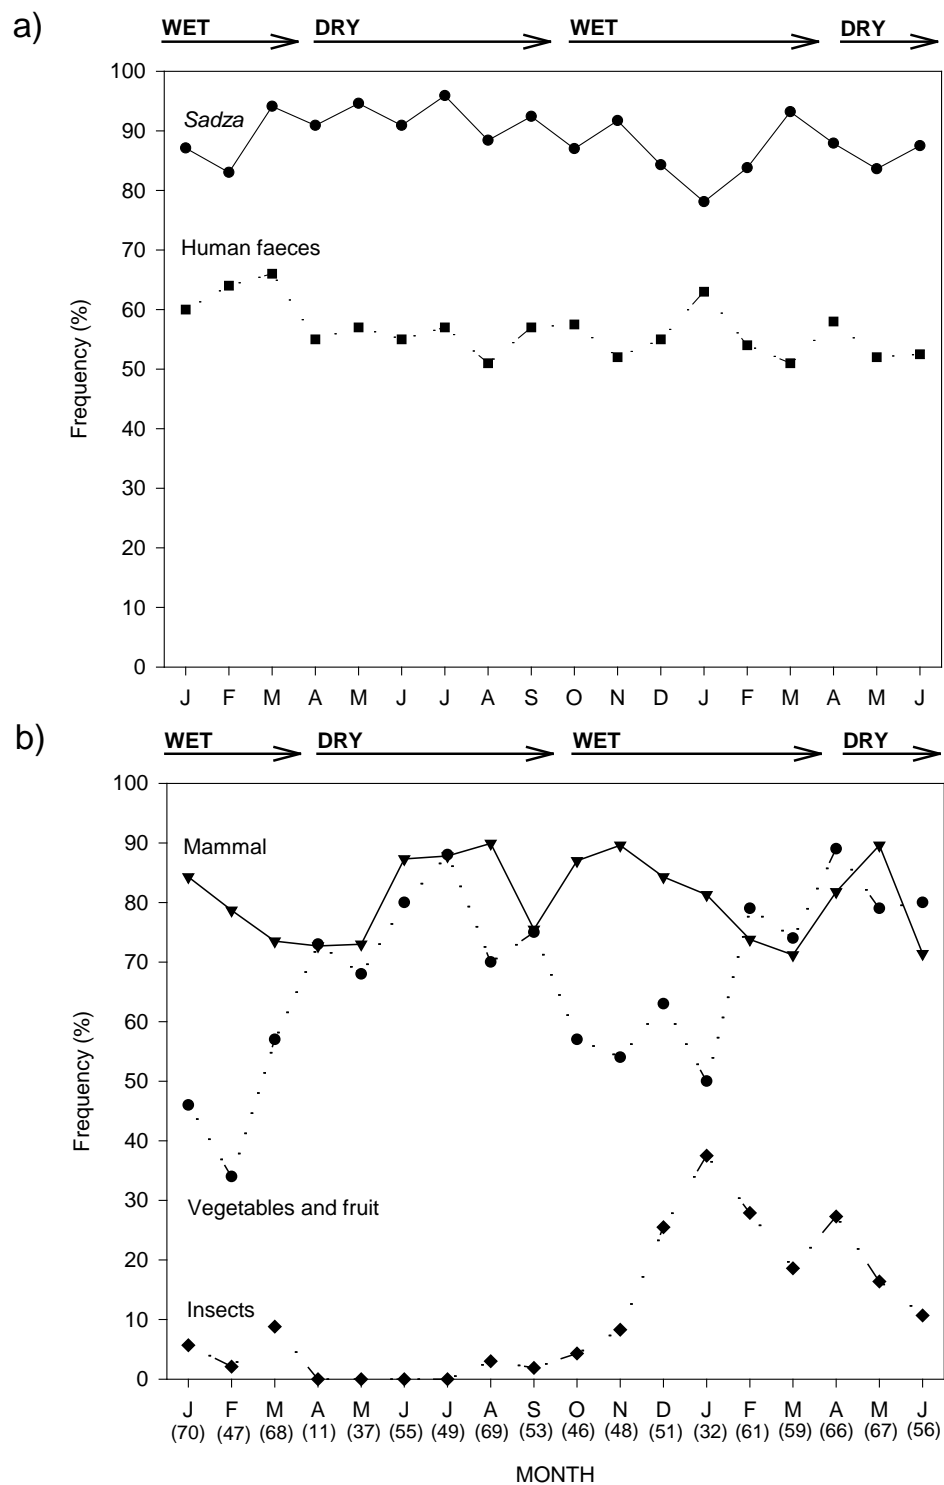 a)
WET DRY WET DRY
100
90
80
70
60
50
40
30
20
10
0
Frequency (%)
Sadza
Human faeces
J F M A M J J A S O N D J F M A M J
b)
WET DRY WET DRY
100
90
80
70
60
50
40
30
20
10
0
Frequency (%)
Mammal
Vegetables and fruit
Insects
J F M A M J J A S O N D J F M A M J
(70) (47) (68) (11) (37) (55) (49) (69) (53) (46) (48) (51) (32) (61) (59) (66) (67) (56)
MONTH